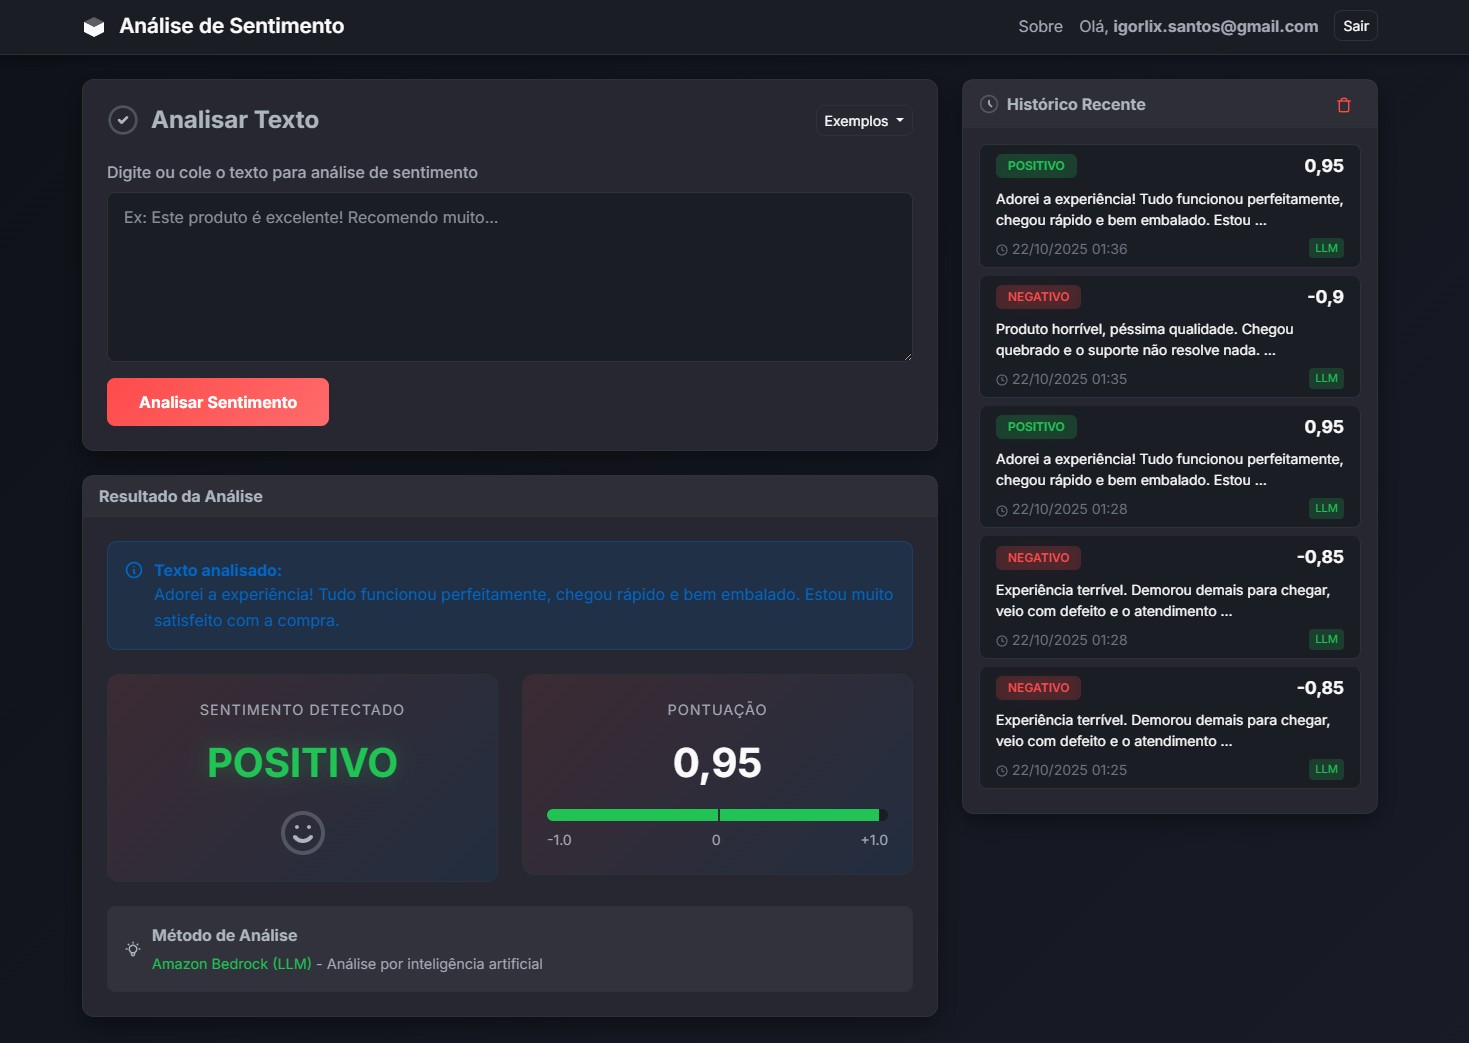 Análise de Sentimento
Sobre
Olá, igorlix.santos@gmail.com
Sair
Analisar Texto
Exemplos
Digite ou cole o texto para análise de sentimento
Ex: Este produto é excelente! Recomendo muito...
Analisar Sentimento
Resultado da Análise
Texto analisado:
Adorei a experiência! Tudo funcionou perfeitamente, chegou rápido e bem embalado. Estou muito
satisfeito com a compra.
SENTIMENTO DETECTADO
POSITIVO
PONTUAÇÃO
0,95
-1.0 0 +1.0
Método de Análise
Amazon Bedrock (LLM) - Análise por inteligência artificial
Histórico Recente
POSITIVO 0,95
Adorei a experiência! Tudo funcionou perfeitamente,
chegou rápido e bem embalado. Estou ...
22/10/2025 01:36 LLM
NEGATIVO -0,9
Produto horrível, péssima qualidade. Chegou
quebrado e o suporte não resolve nada. ...
22/10/2025 01:35 LLM
POSITIVO 0,95
Adorei a experiência! Tudo funcionou perfeitamente,
chegou rápido e bem embalado. Estou ...
22/10/2025 01:28 LLM
NEGATIVO -0,85
Experiência terrível. Demorou demais para chegar,
veio com defeito e o atendimento ...
22/10/2025 01:28 LLM
NEGATIVO -0,85
Experiência terrível. Demorou demais para chegar,
veio com defeito e o atendimento ...
22/10/2025 01:25 LLM